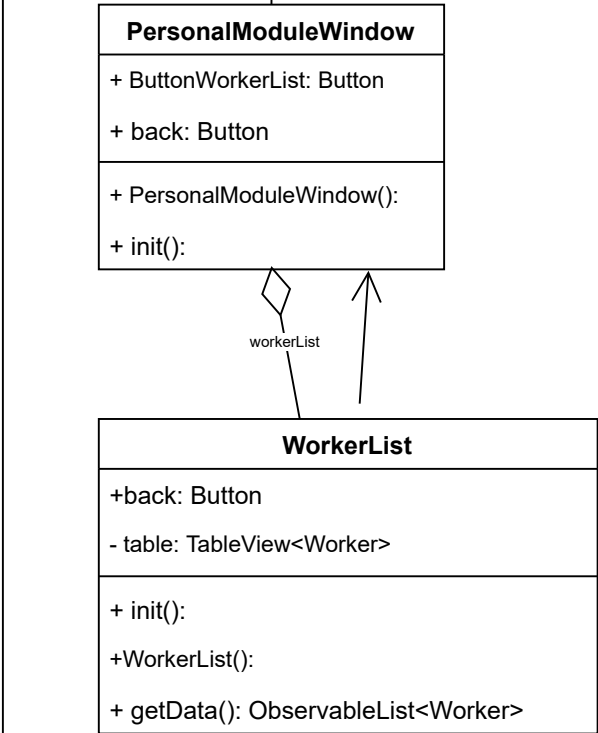 PersonalModuleWindow
+ ButtonWorkerList: Button
+ back: Button
+ PersonalModuleWindow():
+ init():
workerList
WorkerList
+back: Button
- table: TableView<Worker>
+ init():
+WorkerList():
+ getData(): ObservableList<Worker>